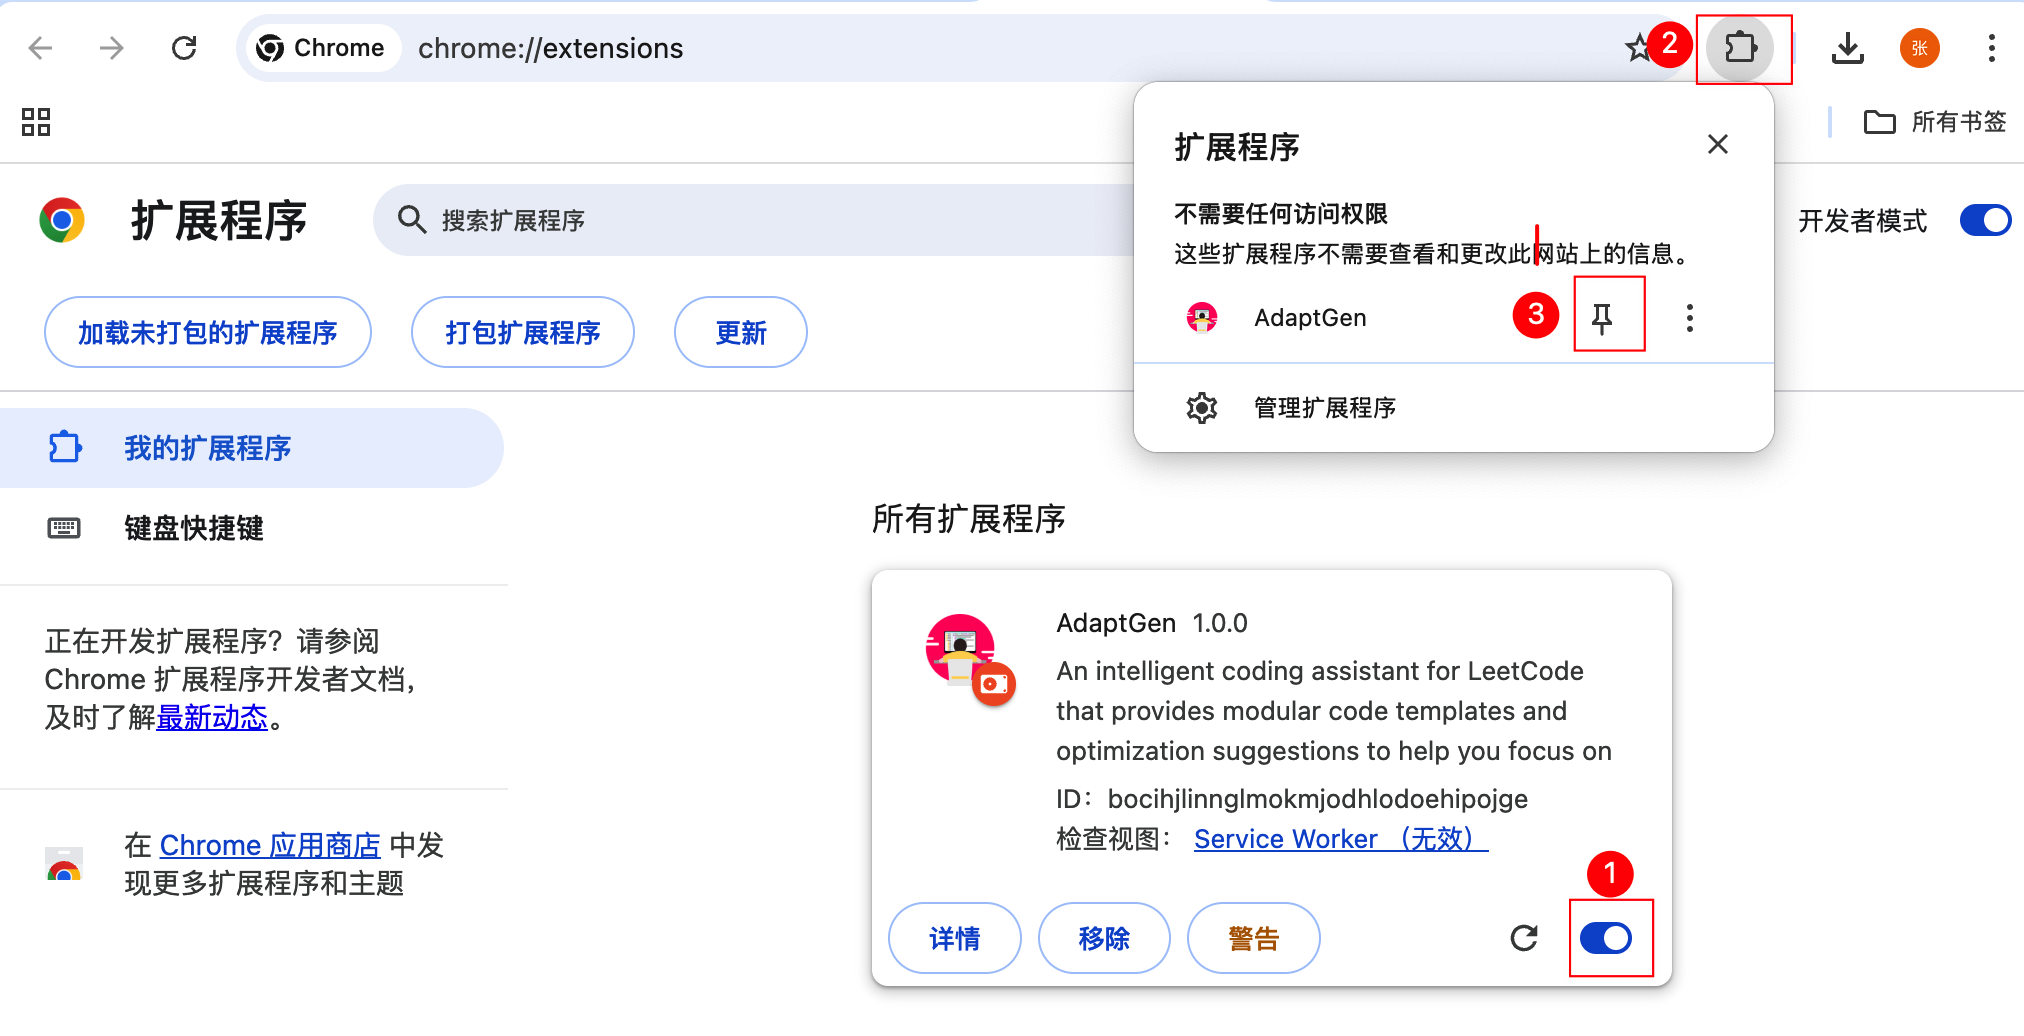 Chrome
chrome://extensions
2
张
所有书签
扩展程序
不需要任何访问权限
这些扩展程序不需要查看和更改此网站上的信息。
AdaptGen
3
管理扩展程序
扩展程序
搜索扩展程序
开发者模式
加载未打包的扩展程序
打包扩展程序
更新
我的扩展程序
键盘快捷键
正在开发扩展程序？请参阅
Chrome 扩展程序开发者文档，
及时了解最新动态。
在 Chrome 应用商店 中发
现更多扩展程序和主题
所有扩展程序
AdaptGen 1.0.0
An intelligent coding assistant for LeetCode
that provides modular code templates and
optimization suggestions to help you focus on
ID：bocihjlinnglmokmjodhlodoehipojge
检查视图： Service Worker （无效）
1
详情
移除
警告